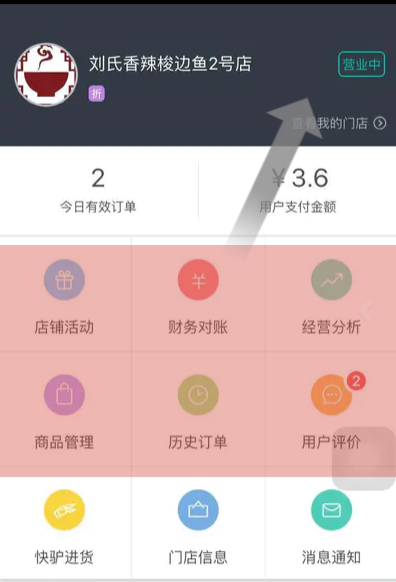 刘氏香辣梭边鱼2号店
营业中
折
查看我的门店
2
¥3.6
今日有效订单
用户支付金额
店铺活动
财务对账
经营分析
2
商品管理
历史订单
用户评价
快驴进货
门店信息
消息通知